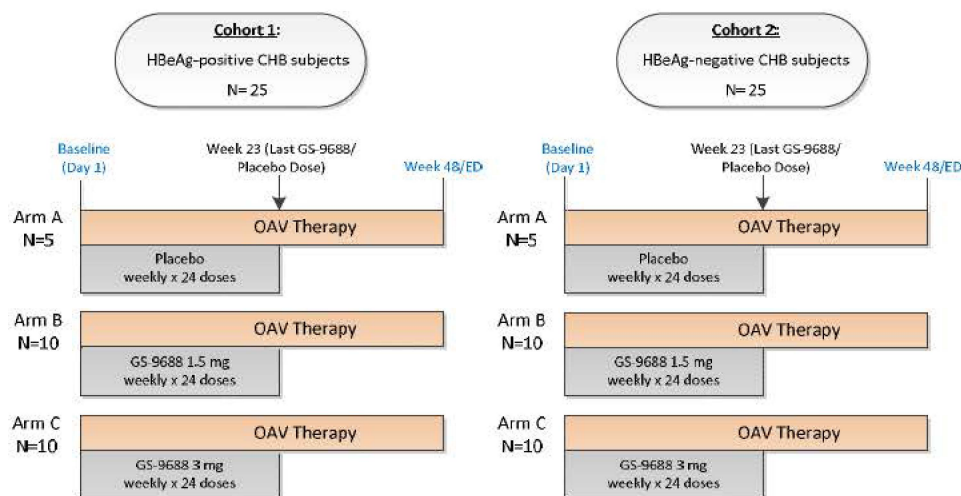 Cohort 1:
HBeAg-positive CHB subjects
N= 25
Baseline
(Day 1)
Week 23 (Last GS-9688/
Placebo Dose)
Week 48/ED
Arm A
N=5
OAV Therapy
Placebo
weekly x 24 doses
Arm B
N=10
OAV Therapy
GS-9688 1.5 mg
weekly x 24 doses
Arm C
N=10
OAV Therapy
GS-9688 3 mg
weekly x 24 doses
Cohort 2:
HBeAg-negative CHB subjects
N= 25
Baseline
(Day 1)
Week 23 (Last GS-9688/
Placebo Dose)
Week 48/ED
Arm A
N=5
OAV Therapy
Placebo
weekly x 24 doses
Arm B
N=10
OAV Therapy
GS-9688 1.5 mg
weekly x 24 doses
Arm C
N=10
OAV Therapy
GS-9688 3 mg
weekly x 24 doses